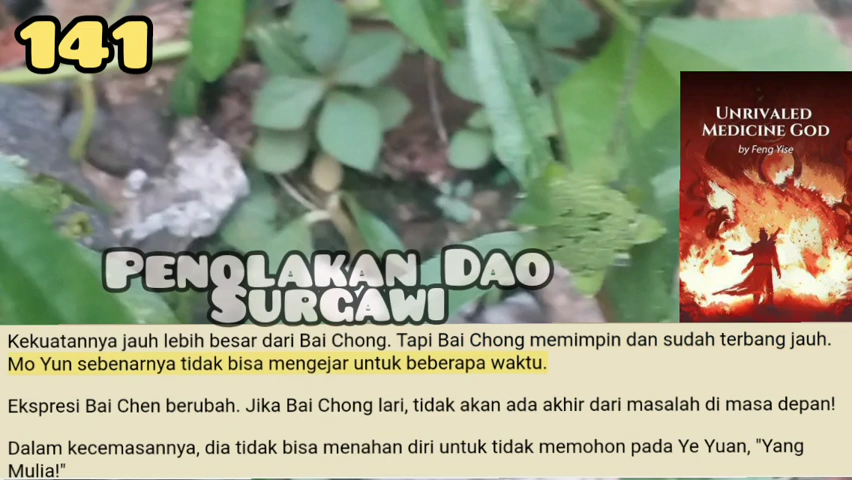 141
UNRIVALED
MEDICINE GOD
by Feng Yise
PENOLAKAN DAO
SURGAWI
Kekuatannya jauh lebih besar dari Bai Chong. Tapi Bai Chong memimpin dan sudah terbang jauh.
Mo Yun sebenarnya tidak bisa mengejar untuk beberapa waktu.
Ekspresi Bai Chen berubah. Jika Bai Chong lari, tidak akan ada akhir dari masalah di masa depan!
Dalam kecemasannya, dia tidak bisa menahan diri untuk tidak memohon pada Ye Yuan, "Yang
Mulia!"